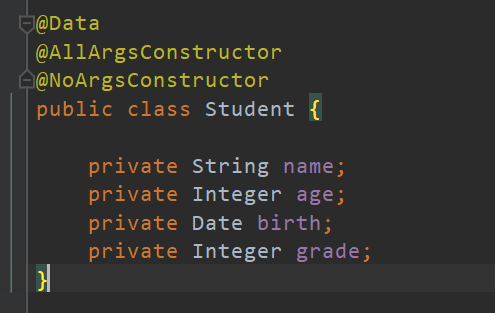 @Data
@AllArgsConstructor
@NoArgsConstructor
public class Student {
private String name;
private Integer age;
private Date birth;
private Integer grade;
}